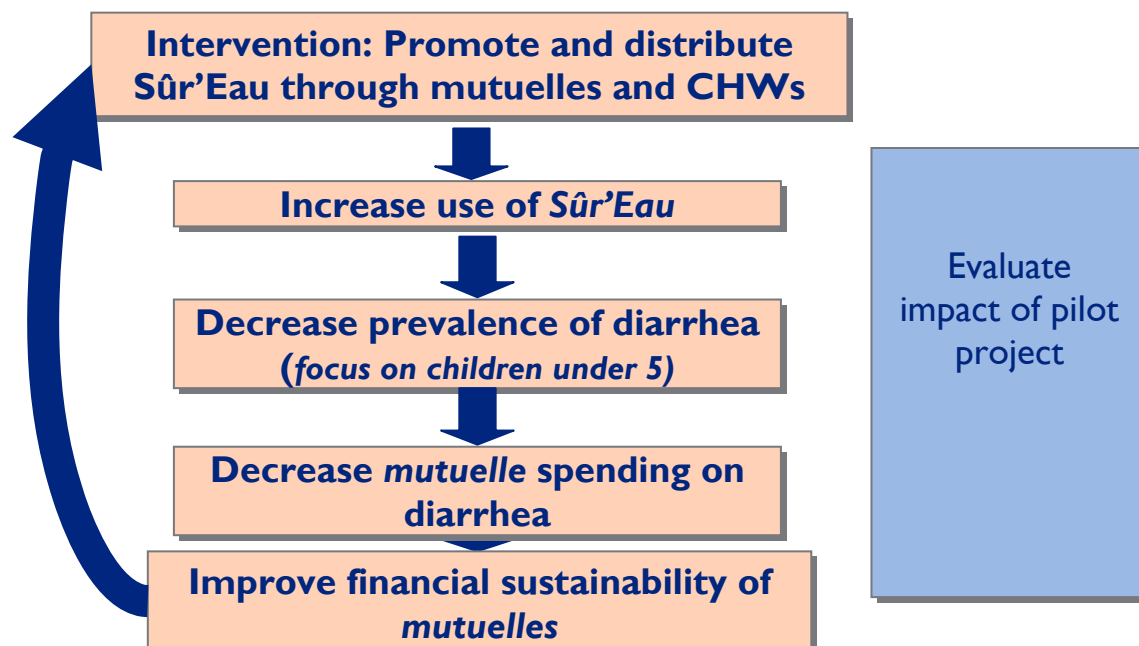 Intervention: Promote and distribute
Sûr’Eau through mutuelles and CHWs
Increase use of Sûr’Eau
Decrease prevalence of diarrhea
(focus on children under 5)
Decrease mutuelle spending on
diarrhea
Improve financial sustainability of
mutuelles
Evaluate
impact of pilot
project